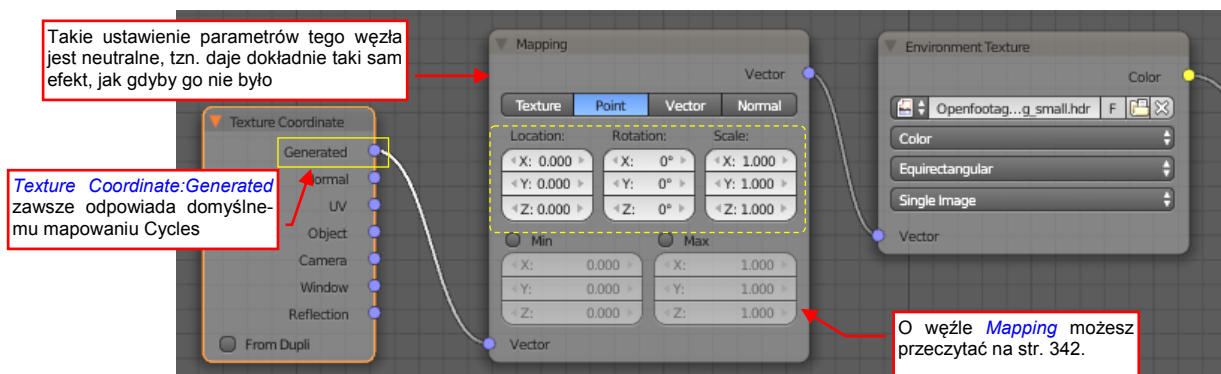 Takie ustawienie parametrów tego węzła
jest neutralne, tzn. daje dokładnie taki sam
efekt, jak gdyby go nie było
Texture Coordinate
Generated
Normal
UV
Object
Camera
Window
Reflection
From Dupli
Texture Coordinate:Generated
zawsze odpowiada domyślne-
mu mapowaniu Cycles
Mapping
Vector
Texture Point Vector Normal
Location: Rotation: Scale:
X: 0.000 X: 0° X: 1.000
Y: 0.000 Y: 0° Y: 1.000
Z: 0.000 Z: 0° Z: 1.000
Min Max
X: 0.000 X: 1.000
Y: 0.000 Y: 1.000
Z: 0.000 Z: 1.000
Vector
Environment Texture
Color
Openfootag...g_small.hdr F
Color
Equirectangular
Single Image
Vector
O węźle Mapping możesz
przeczytać na str. 342.